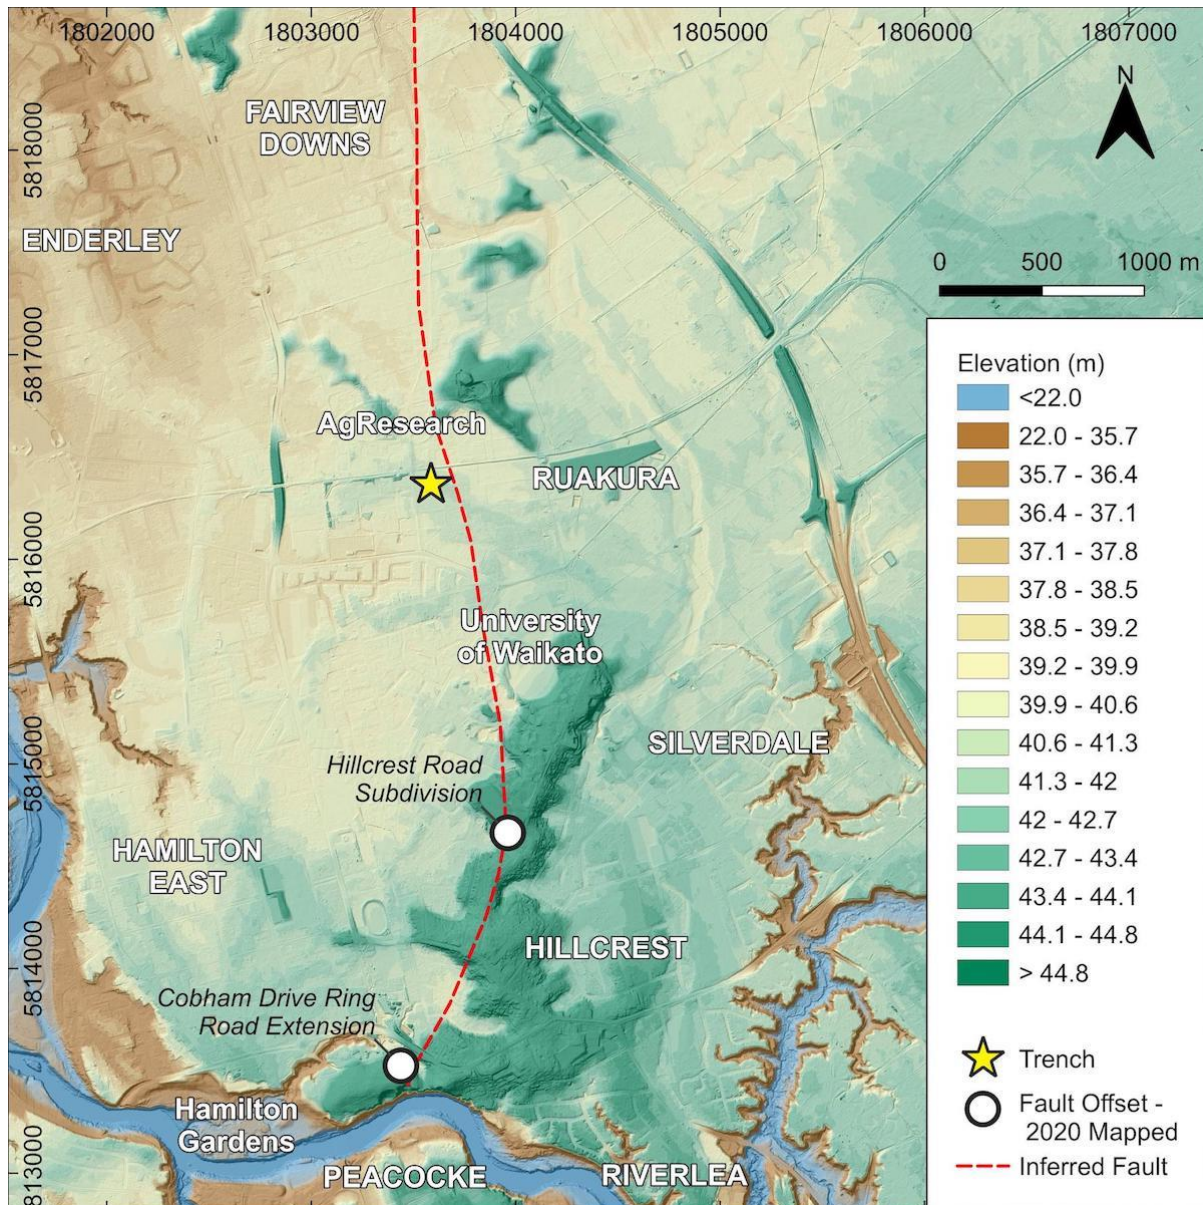 1802000
1803000
1804000
1805000
1806000
1807000
5818000
5817000
5816000
5815000
5814000
5813000
N
0 500 1000 m
FAIRVIEW
DOWNS
ENDERLEY
AgResearch
RUAKURA
University
of Waikato
SILVERDALE
Hillcrest Road
Subdivision
HAMILTON
EAST
HILLCREST
Cobham Drive Ring
Road Extension
Hamilton
Gardens
PEACOCKE
RIVERLEA
Elevation (m)
<22.0
22.0 - 35.7
35.7 - 36.4
36.4 - 37.1
37.1 - 37.8
37.8 - 38.5
38.5 - 39.2
39.2 - 39.9
39.9 - 40.6
40.6 - 41.3
41.3 - 42
42 - 42.7
42.7 - 43.4
43.4 - 44.1
44.1 - 44.8
> 44.8
Trench
Fault Offset -
2020 Mapped
Inferred Fault